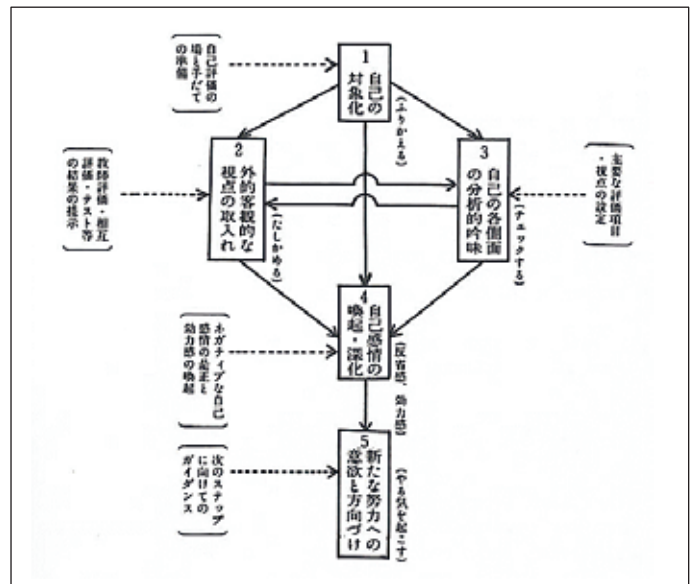 1
自己の
対象化
(ふりかえる)
自己評価の
場と手だて
の準備
2
外的客観的な
視点の取入れ
(たしかめる)
教師評価・相互
評価・テスト等
の結果の提示
3
自己の各側面
の分析的吟味
(チェックする)
主要な評価項目
・視点の設定
4
自己感情の
喚起・深化
(反省感、効力感)
ネガティブな自己
感情の是正と
効力感の喚起
5
新たな努力への
意欲と方向づけ
(やる気を起こす)
次のステップ
に向けての
ガイダンス